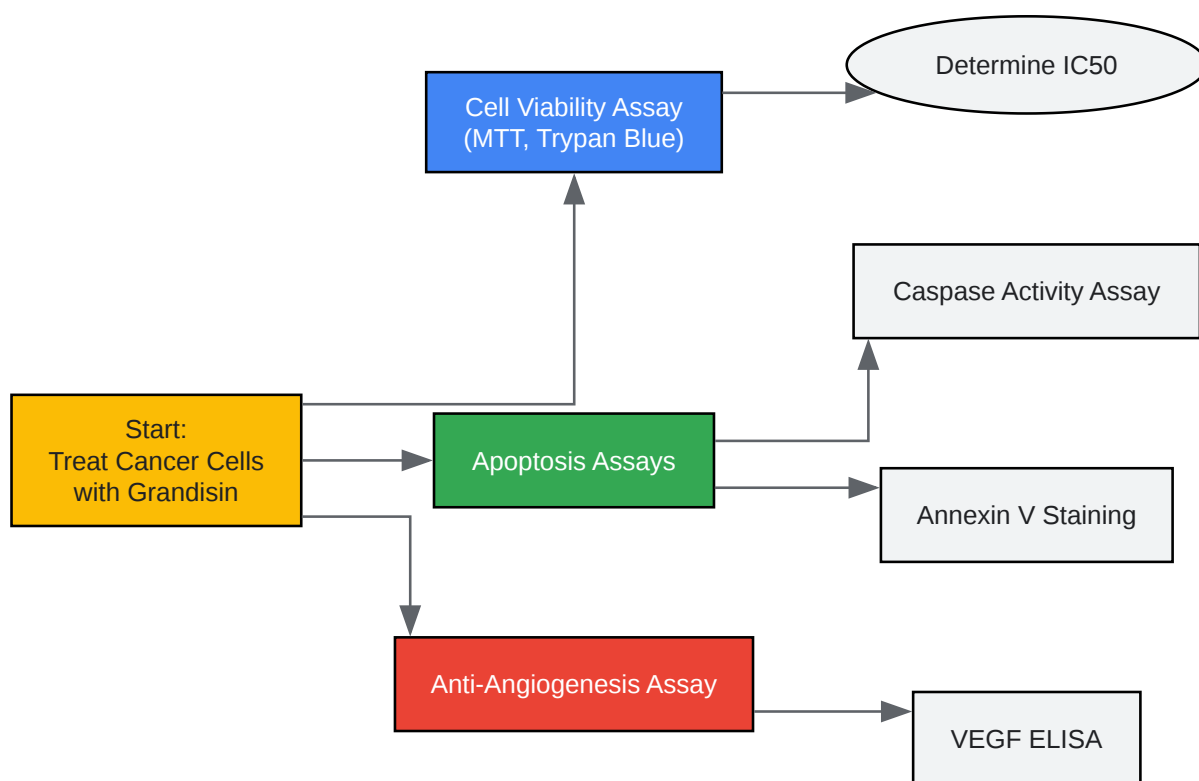 Determine IC50
Cell Viability Assay
(MTT, Trypan Blue)
Caspase Activity Assay
Start:
Treat Cancer Cells
with Grandisin
Apoptosis Assays
Annexin V Staining
Anti-Angiogenesis Assay
VEGF ELISA